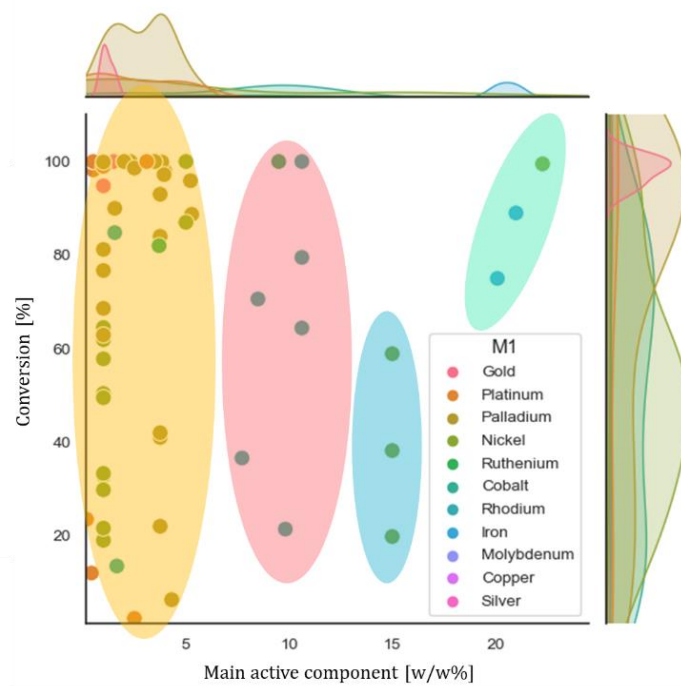 100
80
60
40
20
Conversion [%]
5
10
15
20
Main active component [w/w%]
M1
Gold
Platinum
Palladium
Nickel
Ruthenium
Cobalt
Rhodium
Iron
Molybdenum
Copper
Silver